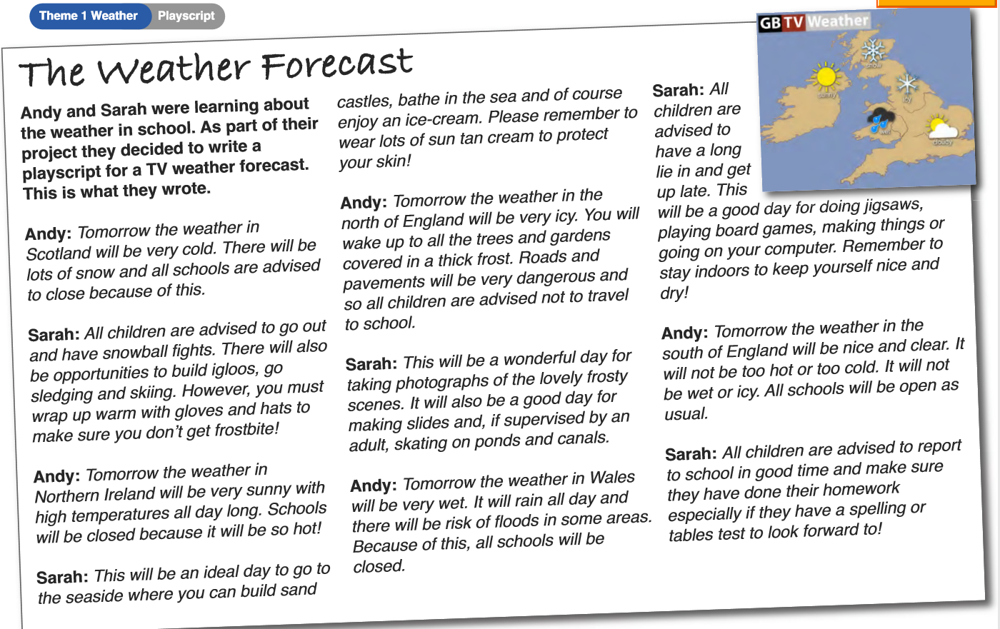 Theme 1 Weather Playscript
The Weather Forecast
Andy and Sarah were learning about
the weather in school. As part of their
project they decided to write a
playscript for a TV weather forecast.
This is what they wrote.
Andy: Tomorrow the weather in
Scotland will be very cold. There will be
lots of snow and all schools are advised
to close because of this.
Sarah: All children are advised to go out
and have snowball fights. There will also
be opportunities to build igloos, go
sledging and skiing. However, you must
wrap up warm with gloves and hats to
make sure you don't get frostbite!
Andy: Tomorrow the weather in
Northern Ireland will be very sunny with
high temperatures all day long. Schools
will be closed because it will be so hot!
Sarah: This will be an ideal day to go to
the seaside where you can build sand
castles, bathe in the sea and of course
enjoy an ice-cream. Please remember to
wear lots of sun tan cream to protect
your skin!
Andy: Tomorrow the weather in the
north of England will be very icy. You will
wake up to all the trees and gardens
covered in a thick frost. Roads and
pavements will be very dangerous and
so all children are advised not to travel
to school.
Sarah: This will be a wonderful day for
taking photographs of the lovely frosty
scenes. It will also be a good day for
making slides and, if supervised by an
adult, skating on ponds and canals.
Andy: Tomorrow the weather in Wales
will be very wet. It will rain all day and
there will be risk of floods in some areas.
Because of this, all schools will be
closed.
Sarah: All
children are
advised to
have a long
lie in and get
up late. This
will be a good day for doing jigsaws,
playing board games, making things or
going on your computer. Remember to
stay indoors to keep yourself nice and
dry!
Andy: Tomorrow the weather in the
south of England will be nice and clear. It
will not be too hot or too cold. It will not
be wet or icy. All schools will be open as
usual.
Sarah: All children are advised to report
to school in good time and make sure
they have done their homework
especially if they have a spelling or
tables test to look forward to!
GBTV Weather
snow
sunny
icy
wet
cloudy